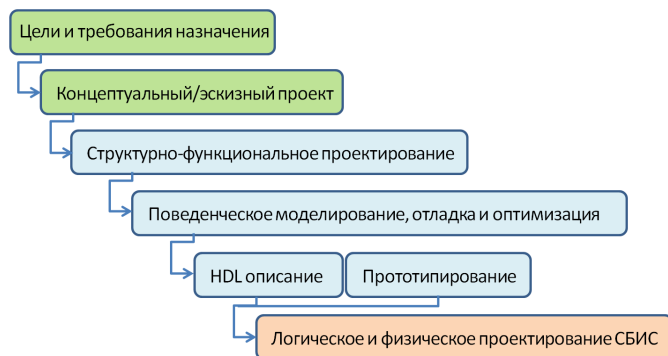 Цели и требования назначения
Концептуальный/эскизный проект
Структурно-функциональное проектирование
Поведенческое моделирование, отладка и оптимизация
HDL описание
Прототипирование
Логическое и физическое проектирование СБИС